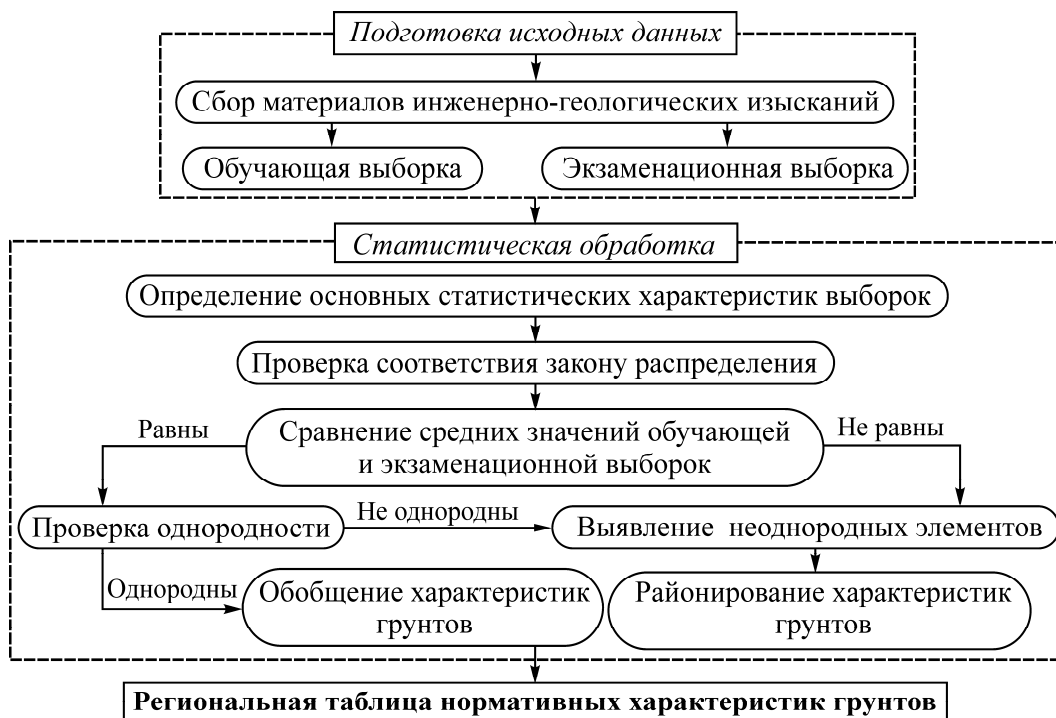 Подготовка исходных данных
Сбор материалов инженерно-геологических изысканий
Обучающая выборка
Экзаменационная выборка
Статистическая обработка
Определение основных статистических характеристик выборок
Проверка соответствия закону распределения
Равны
Сравнение средних значений обучающей
и экзаменационной выборок
Не равны
Проверка однородности
Не однородны
Выявление неоднородных элементов
Однородны
Обобщение характеристик
грунтов
Районирование характеристик
грунтов
Региональная таблица нормативных характеристик грунтов